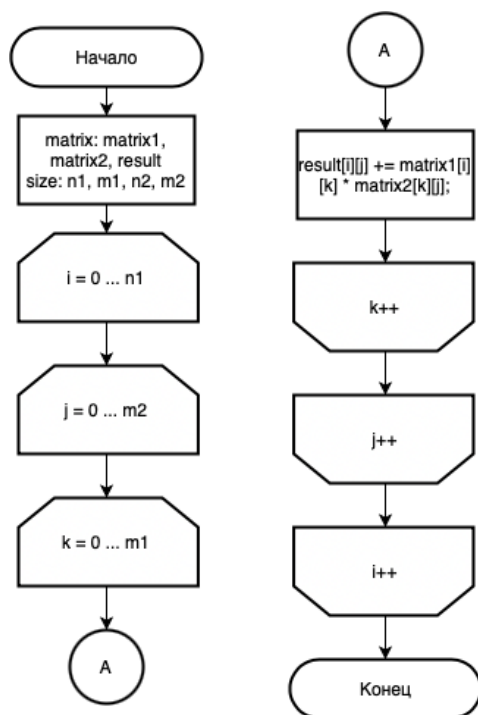 Начало
matrix: matrix1,
matrix2, result
size: n1, m1, n2, m2
i = 0 ... n1
j = 0 ... m2
k = 0 ... m1
A
A
result[i][j] += matrix1[i]
[k] * matrix2[k][j];
k++
j++
i++
Конец